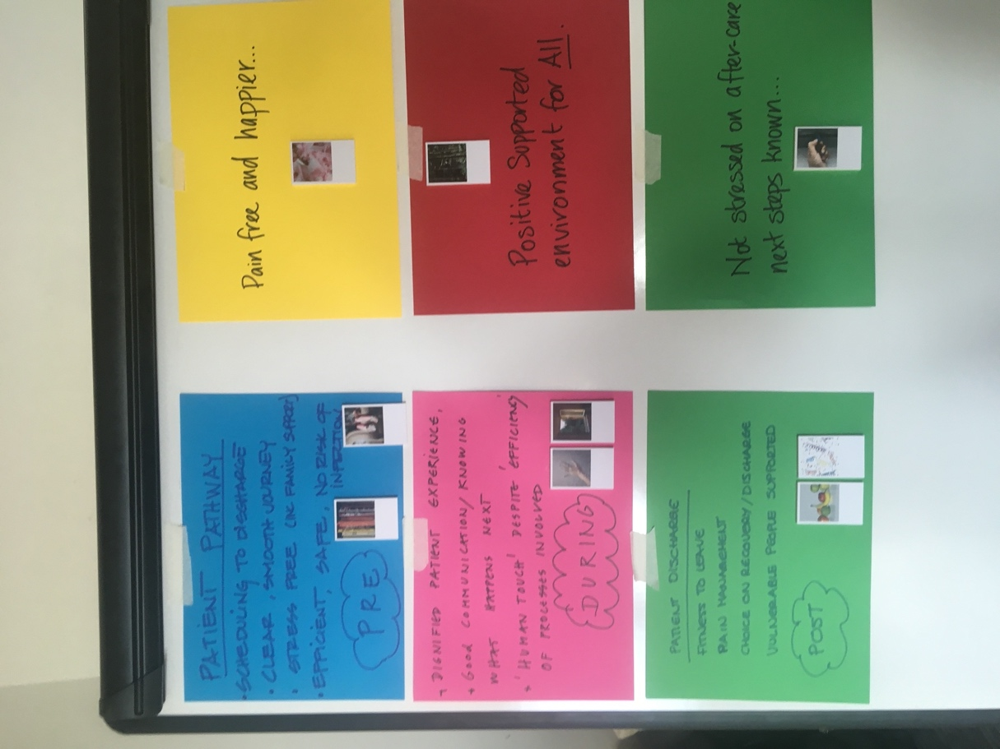 PATIENT PATHWAY
• SCHEDULING TO DISCHARGE
• CLEAR, SMOOTH JOURNEY
• STRESS FREE (INC FAMILY SUPPORT)
• EFFICIENT, SAFE, NO RISK OF
INFECTION
PRE
DIGNIFIED PATIENT EXPERIENCE,
+ GOOD COMMUNICATION/KNOWING
WHAT HAPPENS NEXT
'HUMAN TOUCH' DESPITE 'EFFICIENCY'
OF PROCESSES INVOLVED
DURING
PATIENT DISCHARGE
FITNESS TO LEAVE
PAIN MANAGEMENT
CHOICE ON RECOVERY/DISCHARGE
VULNERABLE PEOPLE SUPPORTED
POST
Pain free and happier...
Positive Supported
environment for All.
Not stressed on after-care
next steps known...